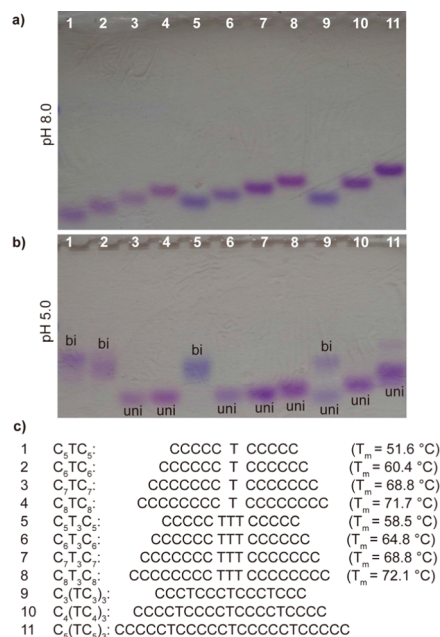 a)
1 2 3 4 5 6 7 8 9 10 11
pH 8.0
b)
1 2 3 4 5 6 7 8 9 10 11
pH 5.0
bi bi bi bi
uni uni uni uni uni uni uni uni
c)
1 C₅TC₅: CCCCC T CCCCC (Tₘ = 51.6 °C)
2 C₆TC₆: CCCCCC T CCCCCC (Tₘ = 60.4 °C)
3 C₇TC₇: CCCCCCC T CCCCCCC (Tₘ = 68.8 °C)
4 C₈TC₈: CCCCCCCC T CCCCCCCC (Tₘ = 71.7 °C)
5 C₅T₃C₅: CCCCC TTT CCCCC (Tₘ = 58.5 °C)
6 C₆T₃C₆: CCCCCC TTT CCCCCC (Tₘ = 64.8 °C)
7 C₇T₃C₇: CCCCCCC TTT CCCCCCC (Tₘ = 68.8 °C)
8 C₈T₃C₈: CCCCCCCC TTT CCCCCCCC (Tₘ = 72.1 °C)
9 C₃(TC₃)₃: CCCTCCCTCCCTCCC
10 C₄(TC₄)₃: CCCCTCCCCTCCCCTCCCC
11 C₅(TC₅)₃: CCCCCTCCCCCTCCCCCTCCCCC